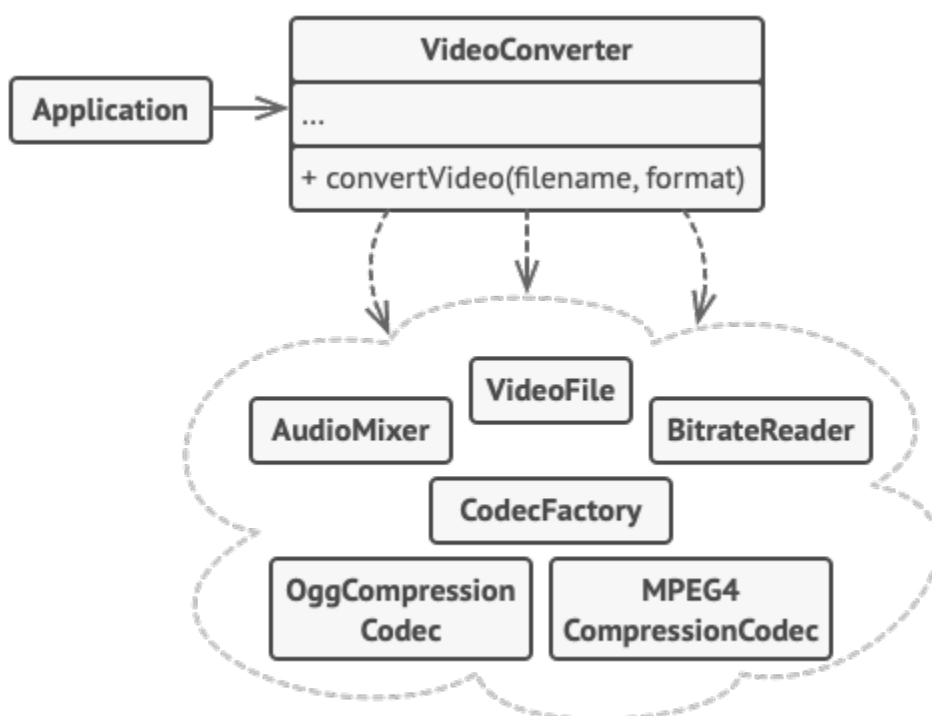 VideoConverter
Application
...
+ convertVideo(filename, format)
VideoFile
AudioMixer
BitrateReader
CodecFactory
OggCompression
Codec
MPEG4
CompressionCodec